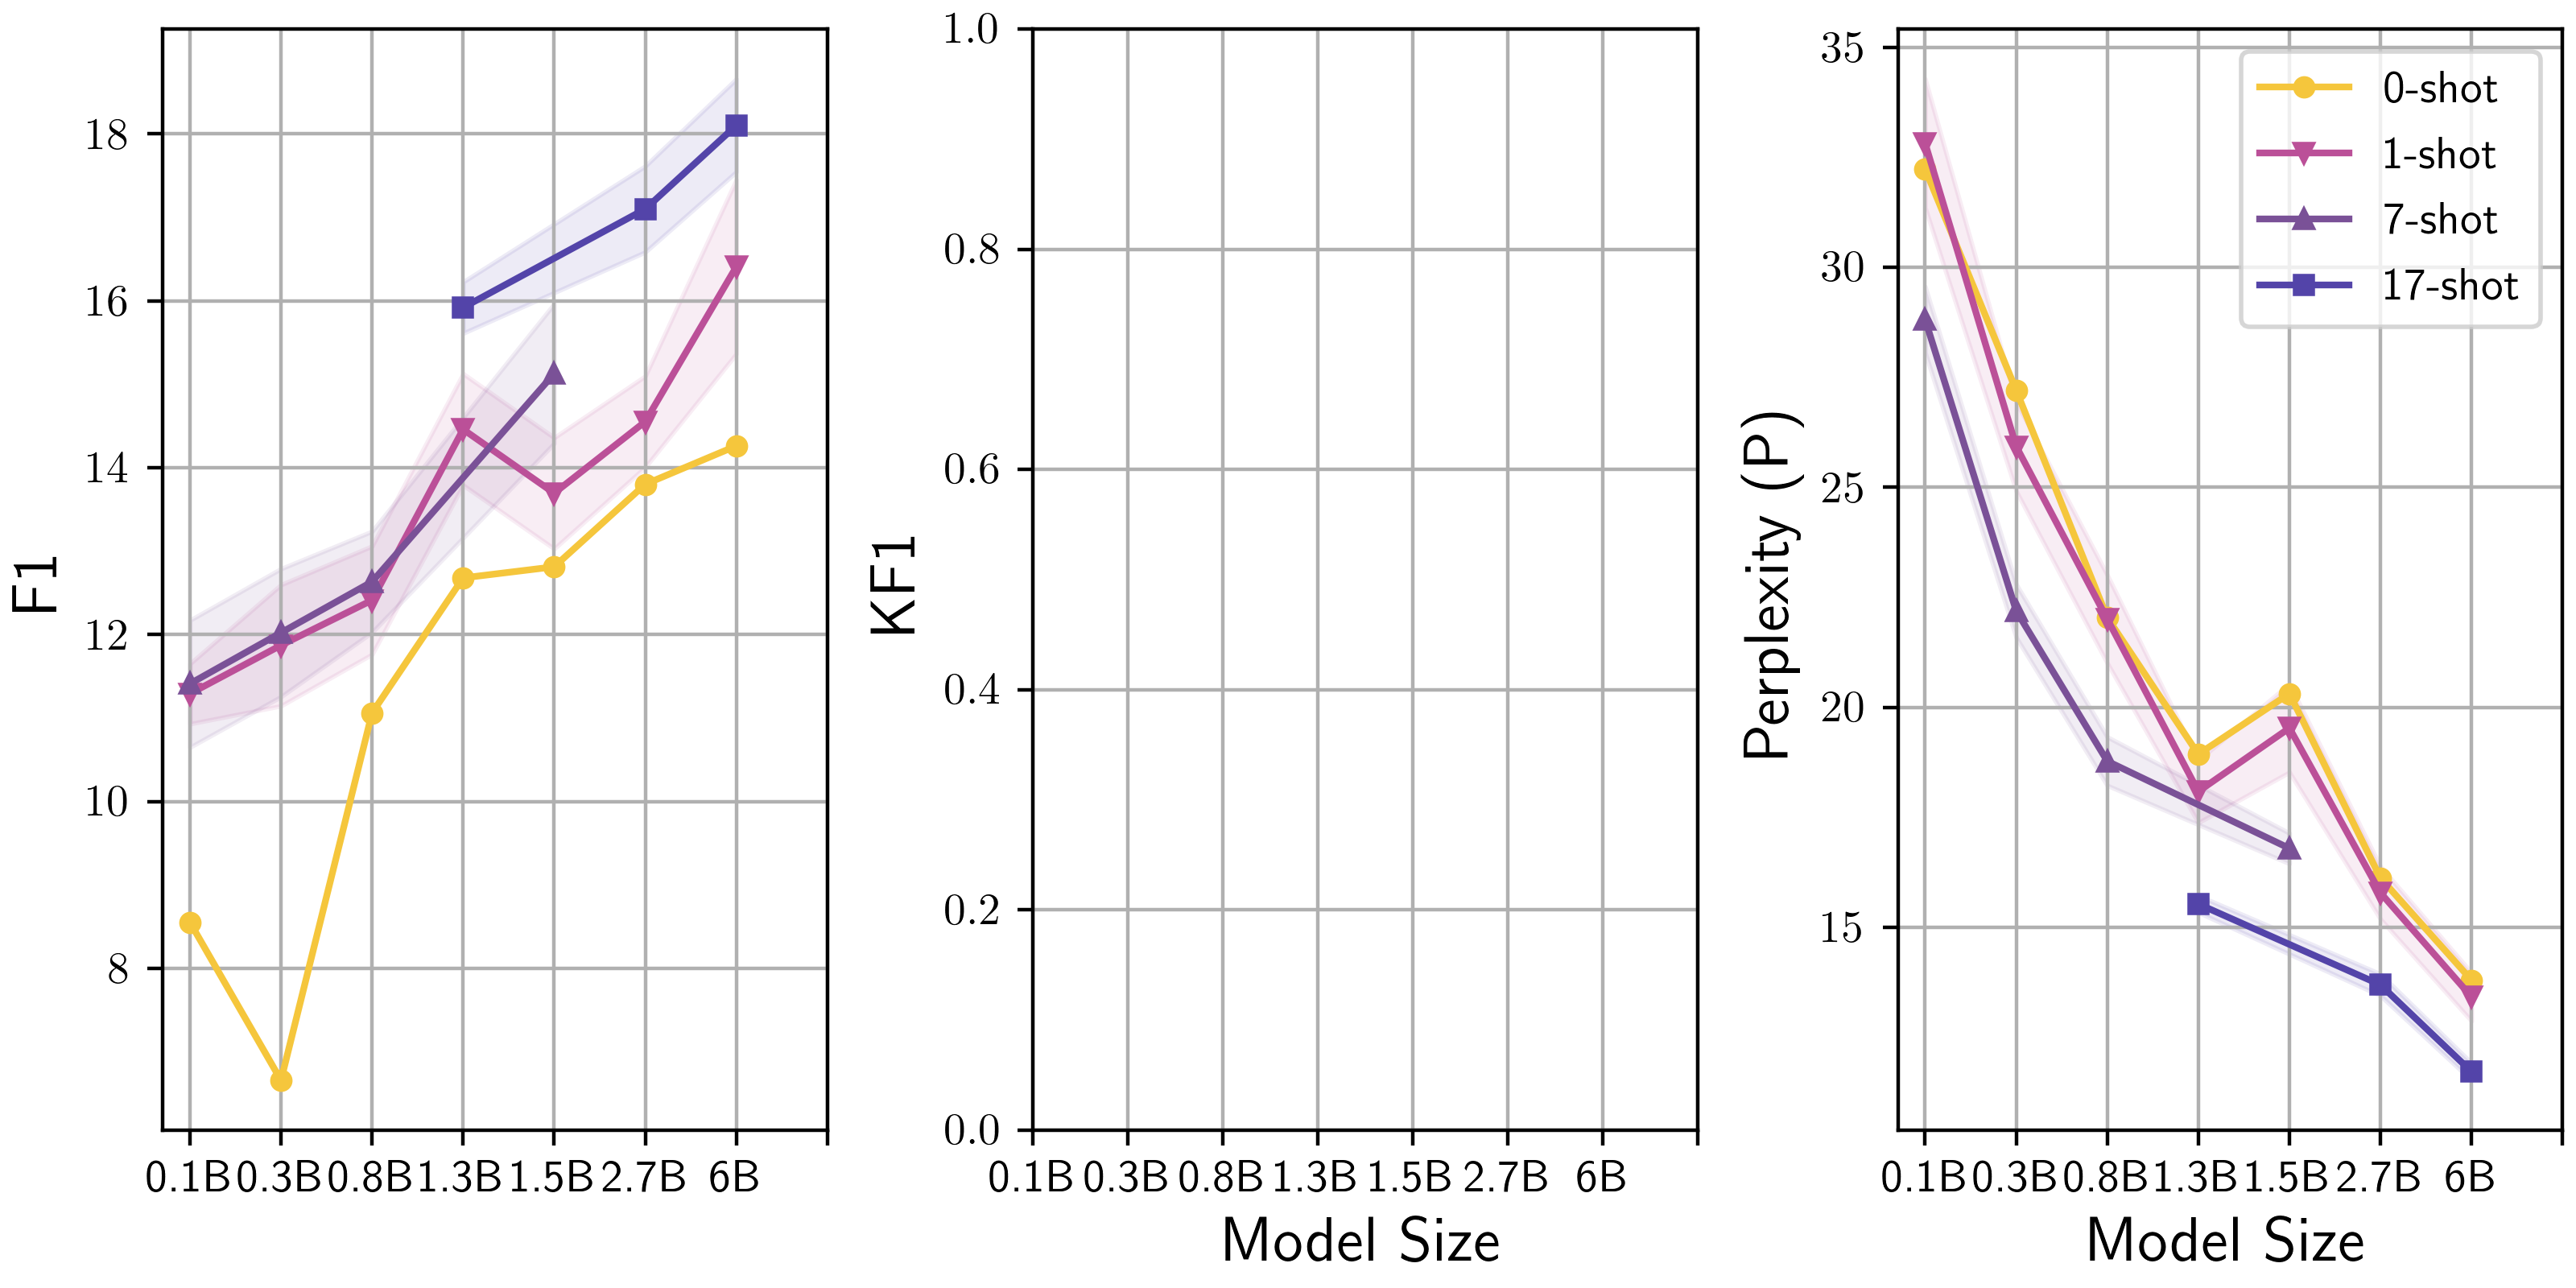 F1
18
16
14
12
10
8
0.1B 0.3B 0.8B 1.3B 1.5B 2.7B 6B
KF1
1.0
0.8
0.6
0.4
0.2
0.0
0.1B 0.3B 0.8B 1.3B 1.5B 2.7B 6B
Model Size
Perplexity (P)
35
30
25
20
15
0.1B 0.3B 0.8B 1.3B 1.5B 2.7B 6B
Model Size
0-shot
1-shot
7-shot
17-shot